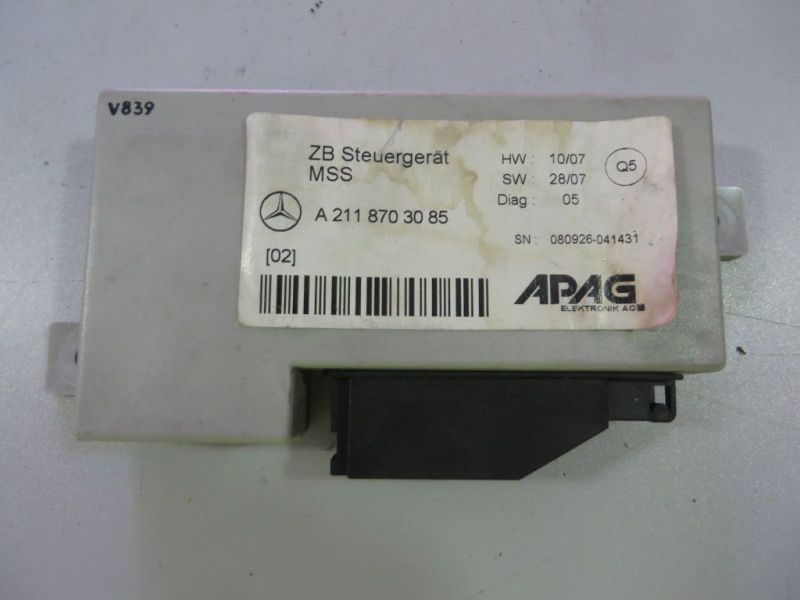 V839
ZB Steuergerät
MSS
A 211 870 30 85
[02]
HW : 10/07
SW : 28/07
Diag : 05
Q5
SN : 080926-041431
APAG
ELEKTRONIK AG